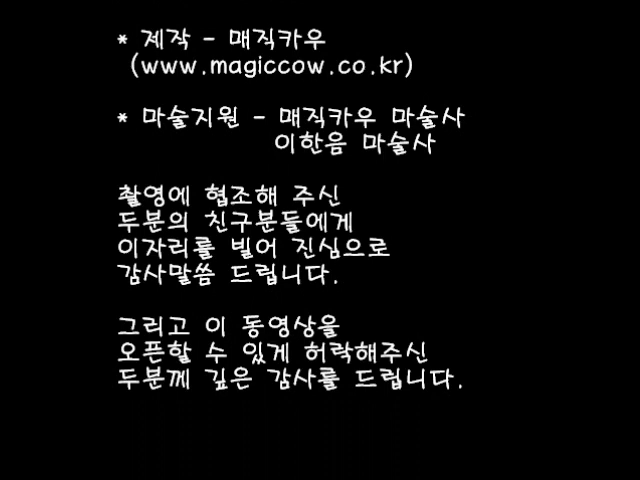 * 제작 - 매직카우
(www.magiccow.co.kr)
* 마술지원 - 매직카우 마술사
이한음 마술사
촬영에 협조해 주신
두분의 친구분들에게
이자리를 빌어 진심으로
감사말씀 드립니다.
그리고 이 동영상을
오픈할 수 있게 허락해주신
두분께 깊은 감사를 드립니다.